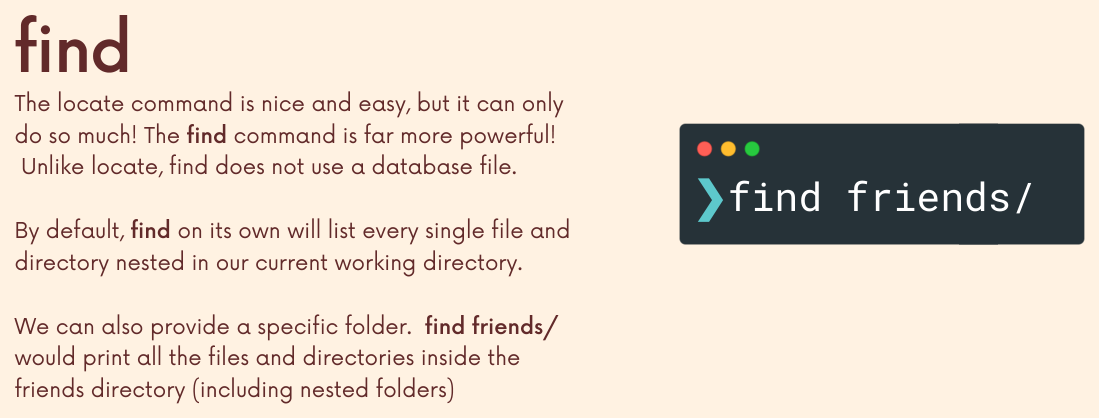 find
The locate command is nice and easy, but it can only
do so much! The find command is far more powerful!
Unlike locate, find does not use a database file.
By default, find on its own will list every single file and
directory nested in our current working directory.
We can also provide a specific folder. find friends/
would print all the files and directories inside the
friends directory (including nested folders)
❯find friends/